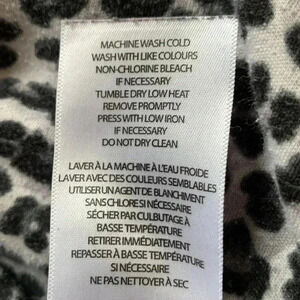 MACHINE WASH COLD
WASH WITH LIKE COLOURS
NON-CHLORINE BLEACH
IF NECESSARY
TUMBLE DRY LOW HEAT
REMOVE PROMPTLY
PRESS WITH LOW IRON
IF NECESSARY
DO NOT DRY CLEAN
LAVER À LA MACHINE À L'EAU FROIDE
LAVER AVEC DES COULEURS SEMBLABLES
UTILISER UN AGENT DE BLANCHIMENT
SANS CHLORE SI NÉCESSAIRE
SÉCHER PAR CULBUTAGE À
BASSE TEMPÉRATURE
RETIRER IMMÉDIATEMENT
REPASSER À BASSE TEMPÉRATURE
SI NÉCESSAIRE
NE PAS NETTOYER À SEC